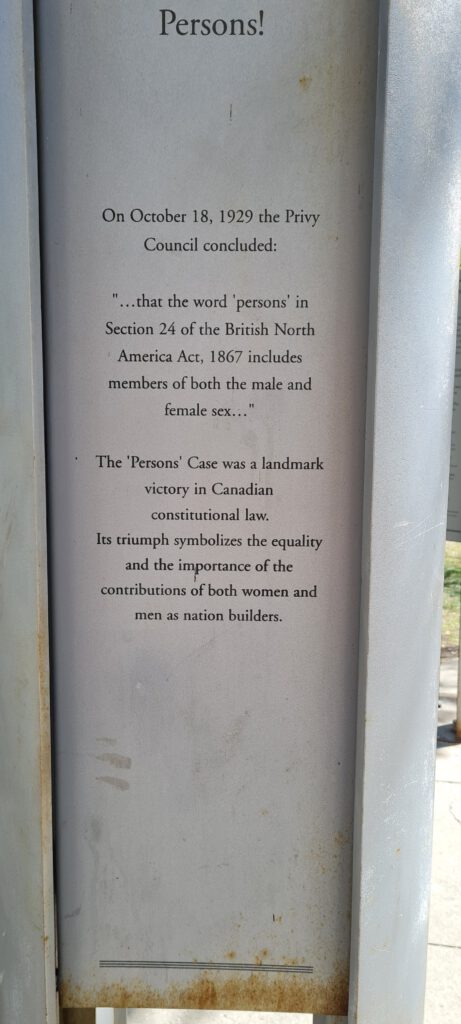 Persons!
On October 18, 1929 the Privy
Council concluded:
"...that the word 'persons' in
Section 24 of the British North
America Act, 1867 includes
members of both the male and
female sex..."
The 'Persons' Case was a landmark
victory in Canadian
constitutional law.
Its triumph symbolizes the equality
and the importance of the
contributions of both women and
men as nation builders.